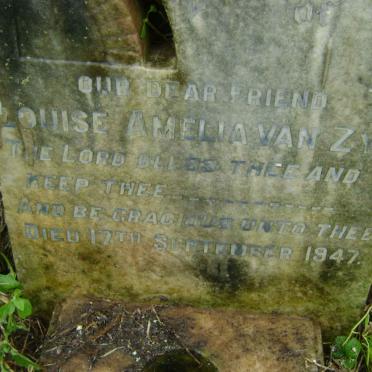 OF
OUR DEAR FRIEND
LOUISE AMELIA VAN ZY
THE LORD BLESS THEE AND
KEEP THEE
AND BE GRACIOUS UNTO THEE
DIED 17TH SEPTEMBER 1947.